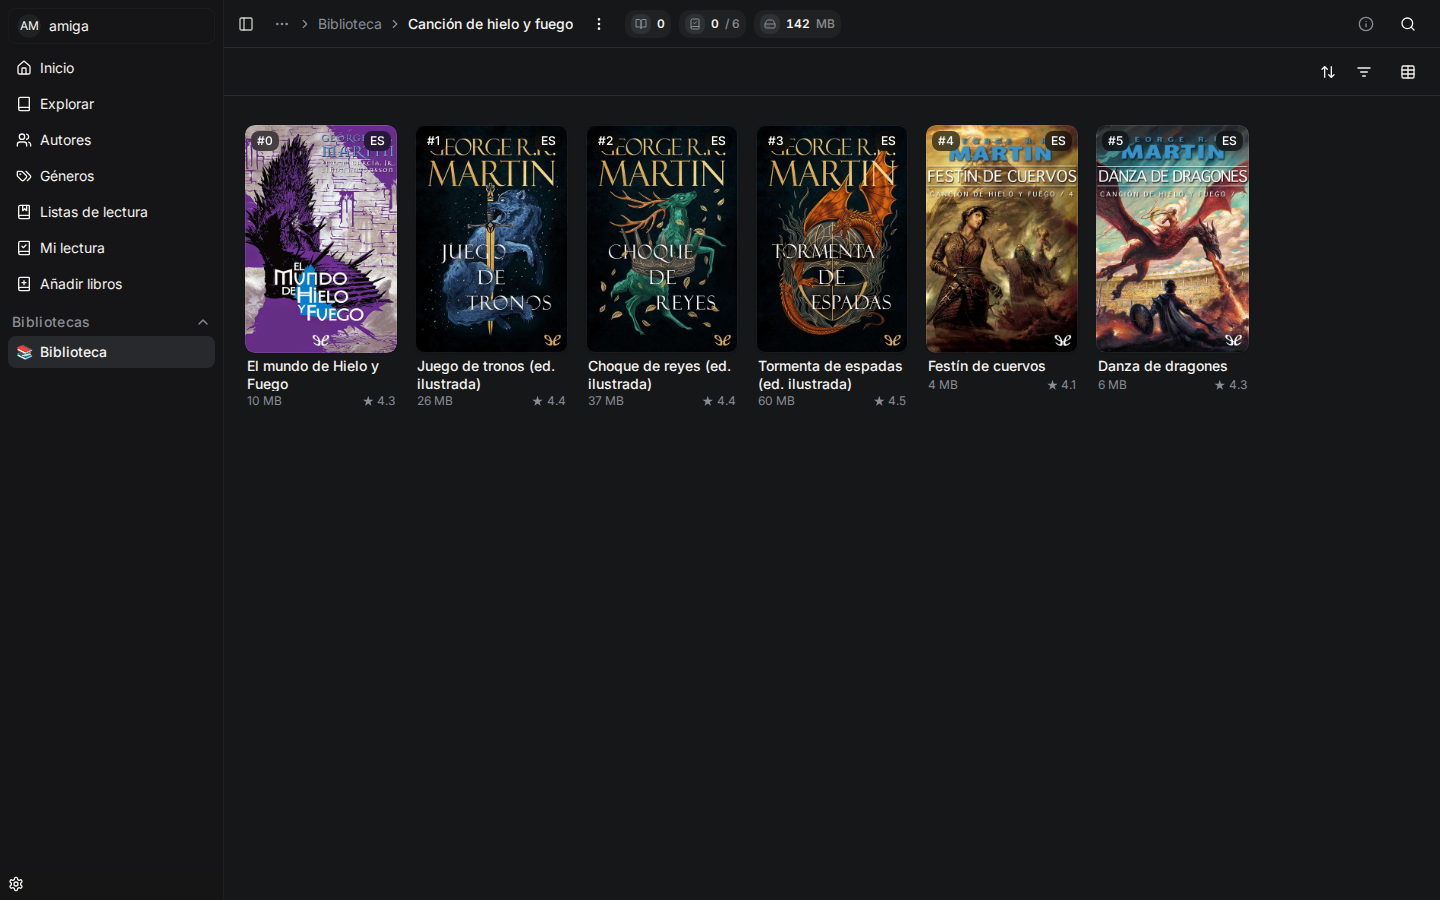 AM amiga
Inicio
Explorar
Autores
Géneros
Listas de lectura
Mi lectura
Añadir libros
Bibliotecas
Biblioteca
Biblioteca
Canción de hielo y fuego
0
0 / 6
142 MB
#0 ES
EL
MUNDO
DE HIELO
Y FUEGO
El mundo de Hielo y
Fuego
10 MB ★ 4.3
#1 ES
GEORGE R.R.
MARTIN
JUEGO
DE
TRONOS
Juego de tronos (ed.
ilustrada)
26 MB ★ 4.4
#2 ES
GEORGE R.R.
MARTIN
CHOQUE
DE
REYES
Choque de reyes (ed.
ilustrada)
37 MB ★ 4.4
#3 ES
GEORGE R.R.
MARTIN
TORMENTA
DE
ESPADAS
Tormenta de espadas
(ed. ilustrada)
60 MB ★ 4.5
#4 ES
MARTIN
FESTÍN DE CUERVOS
CANCIÓN DE HIELO Y FUEGO / 4
Festín de cuervos
4 MB ★ 4.1
#5 ES
MARTIN
DANZA DE DRAGONES
CANCIÓN DE HIELO Y FUEGO / 5
Danza de dragones
6 MB ★ 4.3